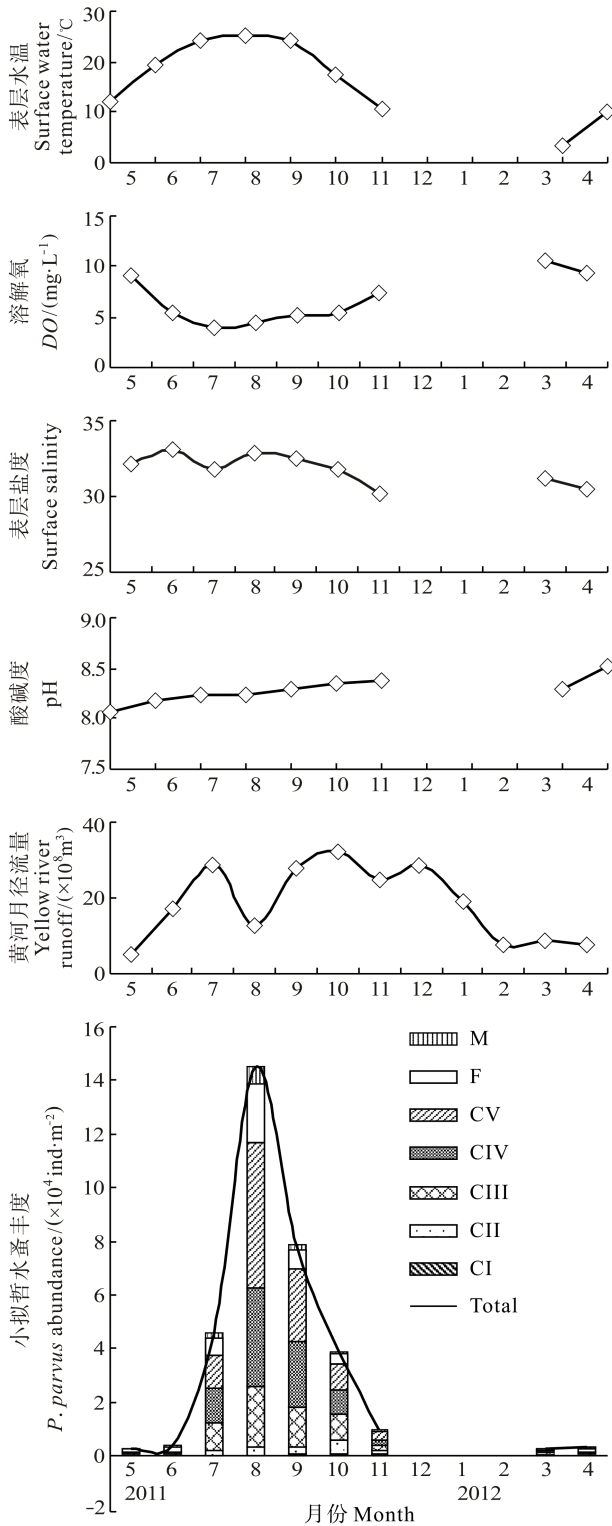 表层水温
Surface water
temperature/℃
30
20
10
0
5 6 7 8 9 10 11 12 1 2 3 4
溶解氧
DO/(mg·L⁻¹)
15
10
5
0
5 6 7 8 9 10 11 12 1 2 3 4
表层盐度
Surface salinity
35
30
25
5 6 7 8 9 10 11 12 1 2 3 4
酸碱度
pH
9.0
8.5
8.0
7.5
5 6 7 8 9 10 11 12 1 2 3 4
黄河月径流量
Yellow river
runoff/(×10⁸m³)
40
20
0
5 6 7 8 9 10 11 12 1 2 3 4
小拟哲水蚤丰度
P. parvus abundance/(×10⁴ind·m⁻²)
16
14
12
10
8
6
4
2
0
-2
M
F
CV
CIV
CIII
CII
CI
Total
5 6 7 8 9 10 11 12 1 2 3 4
2011 2012
月份 Month